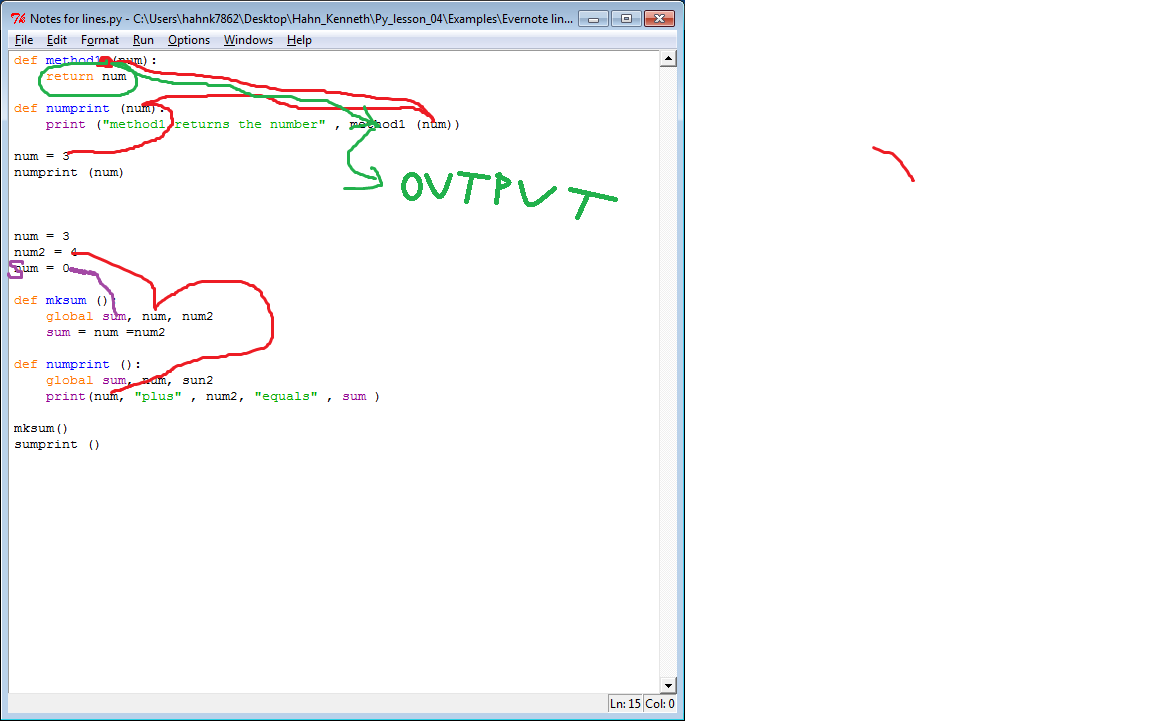 Notes for lines.py - C:\Users\hahnk7862\Desktop\Hahn_Kenneth\Py_lesson_04\Examples\Evernote lin...
File Edit Format Run Options Windows Help
def method1 (num):
return num
def numprint (num):
print ("method1 returns the number" , method1 (num))
num = 3
numprint (num)
OUTPUT
num = 3
num2 = 4
Sum = 0
def mksum ()
global sum, num, num2
sum = num =num2
def numprint ():
global sum, num, sun2
print(num, "plus" , num2, "equals" , sum )
mksum()
sumprint ()
Ln: 15 Col: 0